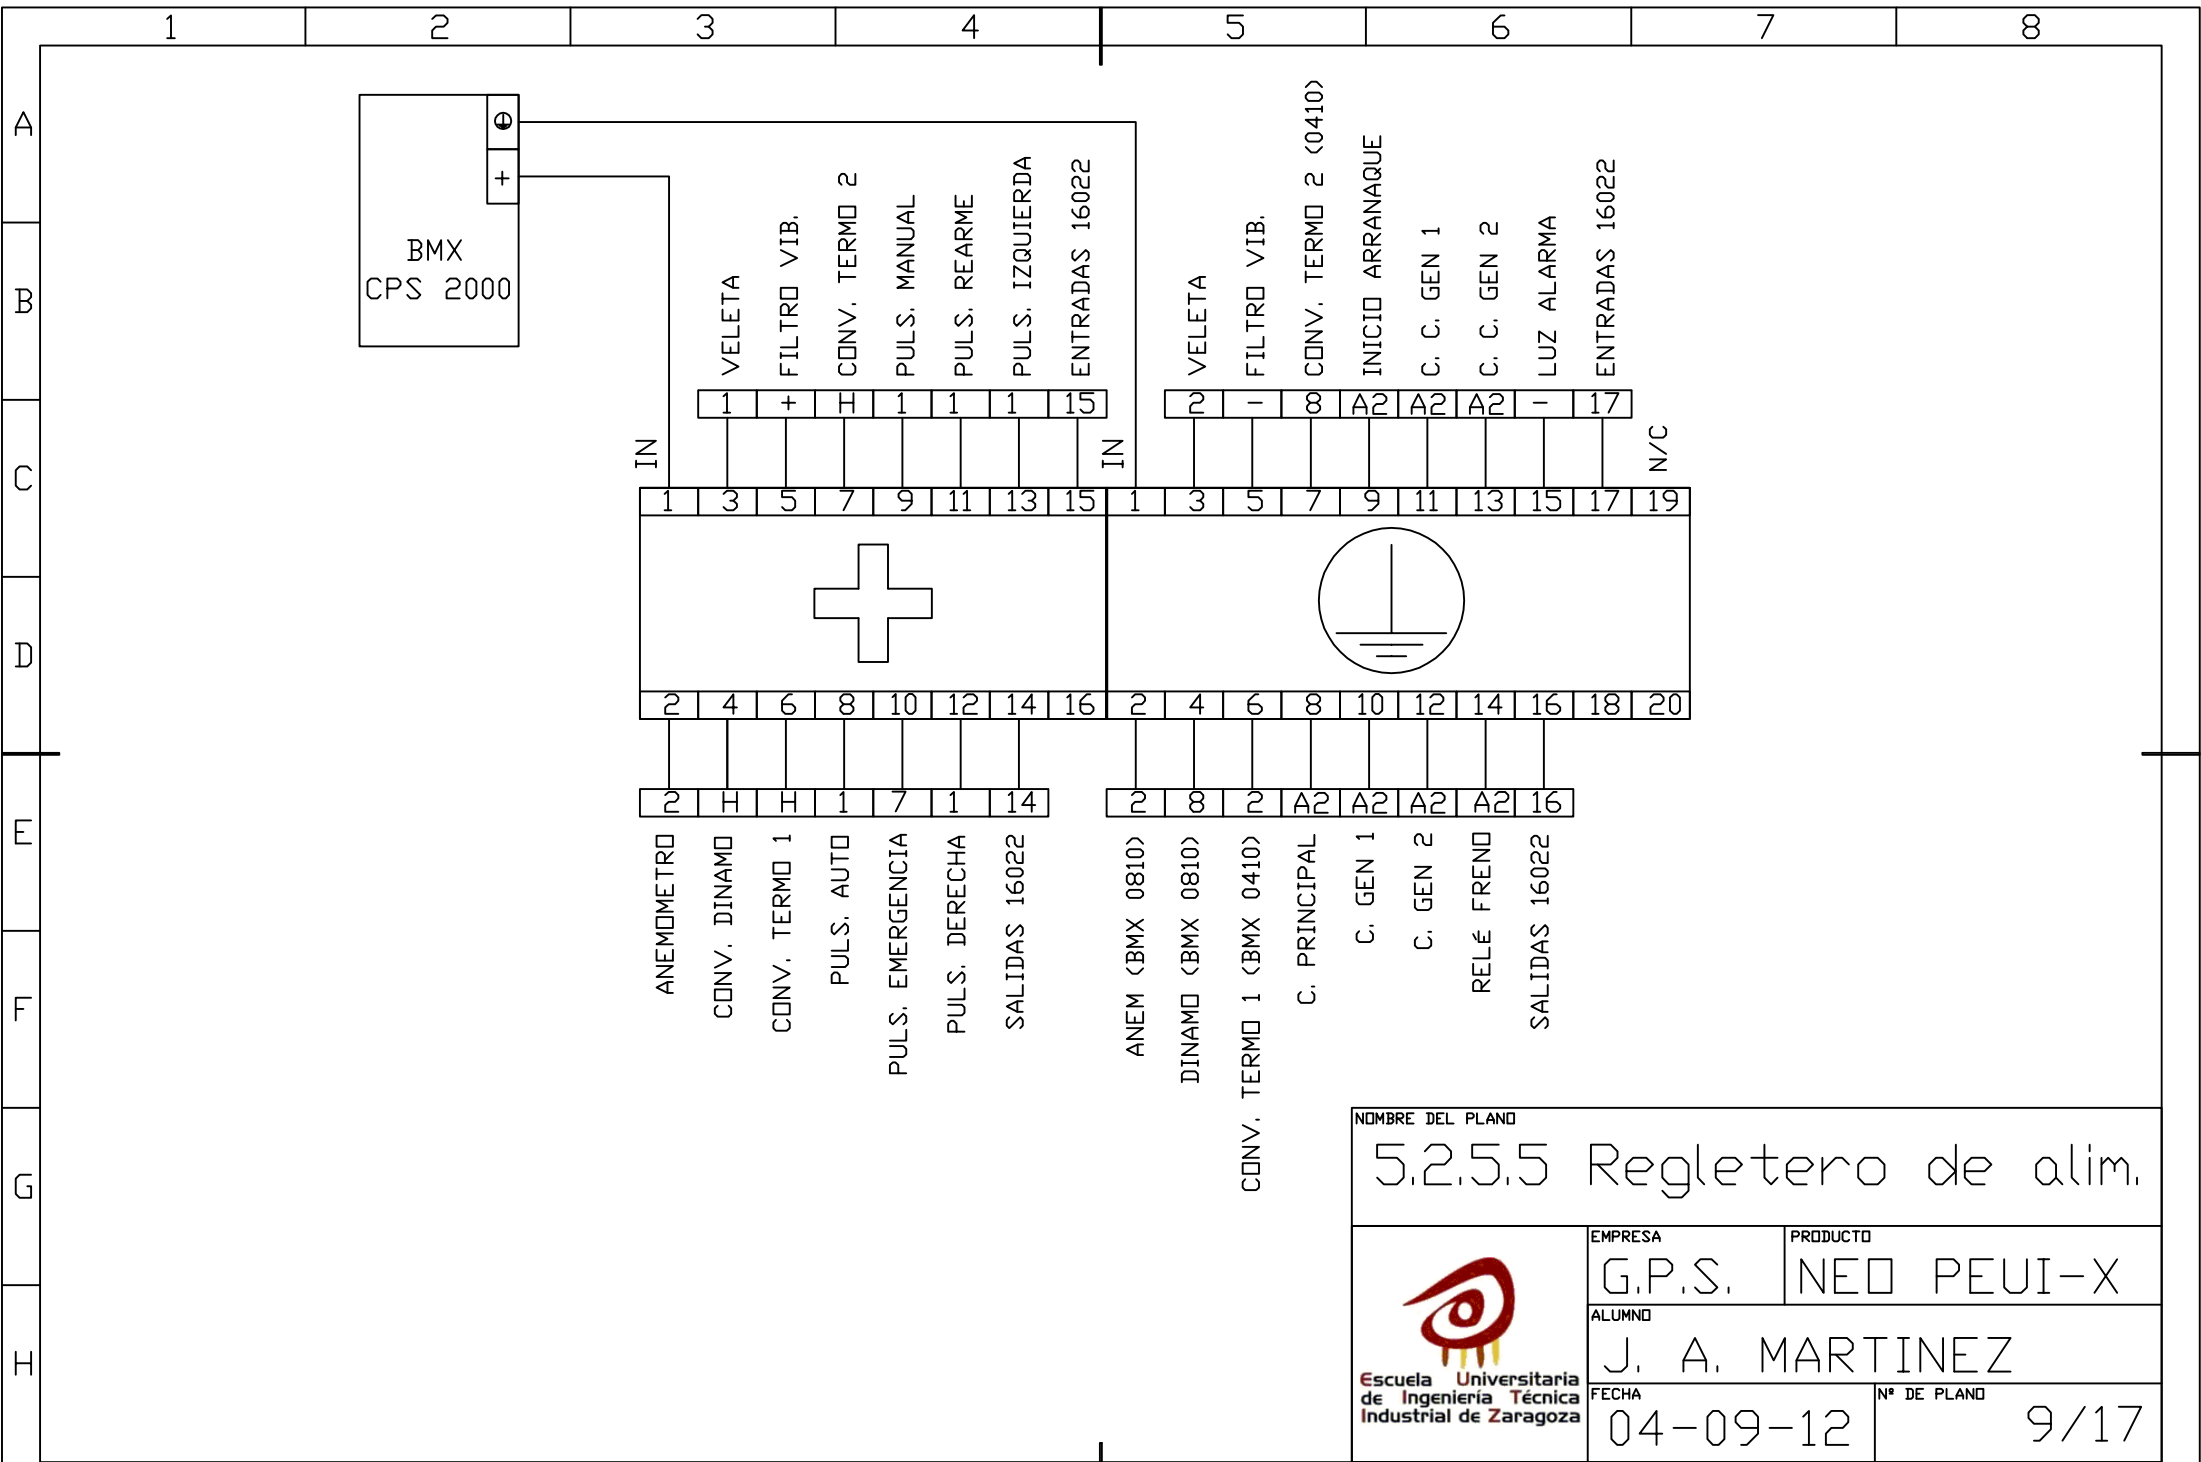 1 2 3 4 5 6 7 8
A
B
C
D
E
F
G
H
BMX
CPS 2000
+
VELETA
FILTRO VIB.
CONV. TERMO 2
PULS. MANUAL
PULS. REARME
PULS. IZQUIERDA
ENTRADAS 16022
VELETA
FILTRO VIB.
CONV. TERMO 2 (0410)
INICIO ARRANAQUE
C. C. GEN 1
C. C. GEN 2
LUZ ALARMA
ENTRADAS 16022
1 + H 1 1 1 15
2 - 8 A2 A2 A2 - 17
IN
IN
N/C
1 3 5 7 9 11 13 15 1 3 5 7 9 11 13 15 17 19
2 4 6 8 10 12 14 16 2 4 6 8 10 12 14 16 18 20
2 H H 1 7 1 14
2 8 2 A2 A2 A2 A2 16
ANEMOMETRO
CONV. DINAMO
CONV. TERMO 1
PULS. AUTO
PULS. EMERGENCIA
PULS. DERECHA
SALIDAS 16022
ANEM (BMX 0810)
DINAMO (BMX 0810)
CONV. TERMO 1 (BMX 0410)
C. PRINCIPAL
C. GEN 1
C. GEN 2
RELÉ FRENO
SALIDAS 16022
NOMBRE DEL PLANO
5.2.5.5 Regletero de alim.
EMPRESA
G.P.S.
PRODUCTO
NEO PEUI-X
ALUMNO
J. A. MARTINEZ
FECHA
04-09-12
Nº DE PLANO
9/17
Escuela Universitaria
de Ingeniería Técnica
Industrial de Zaragoza